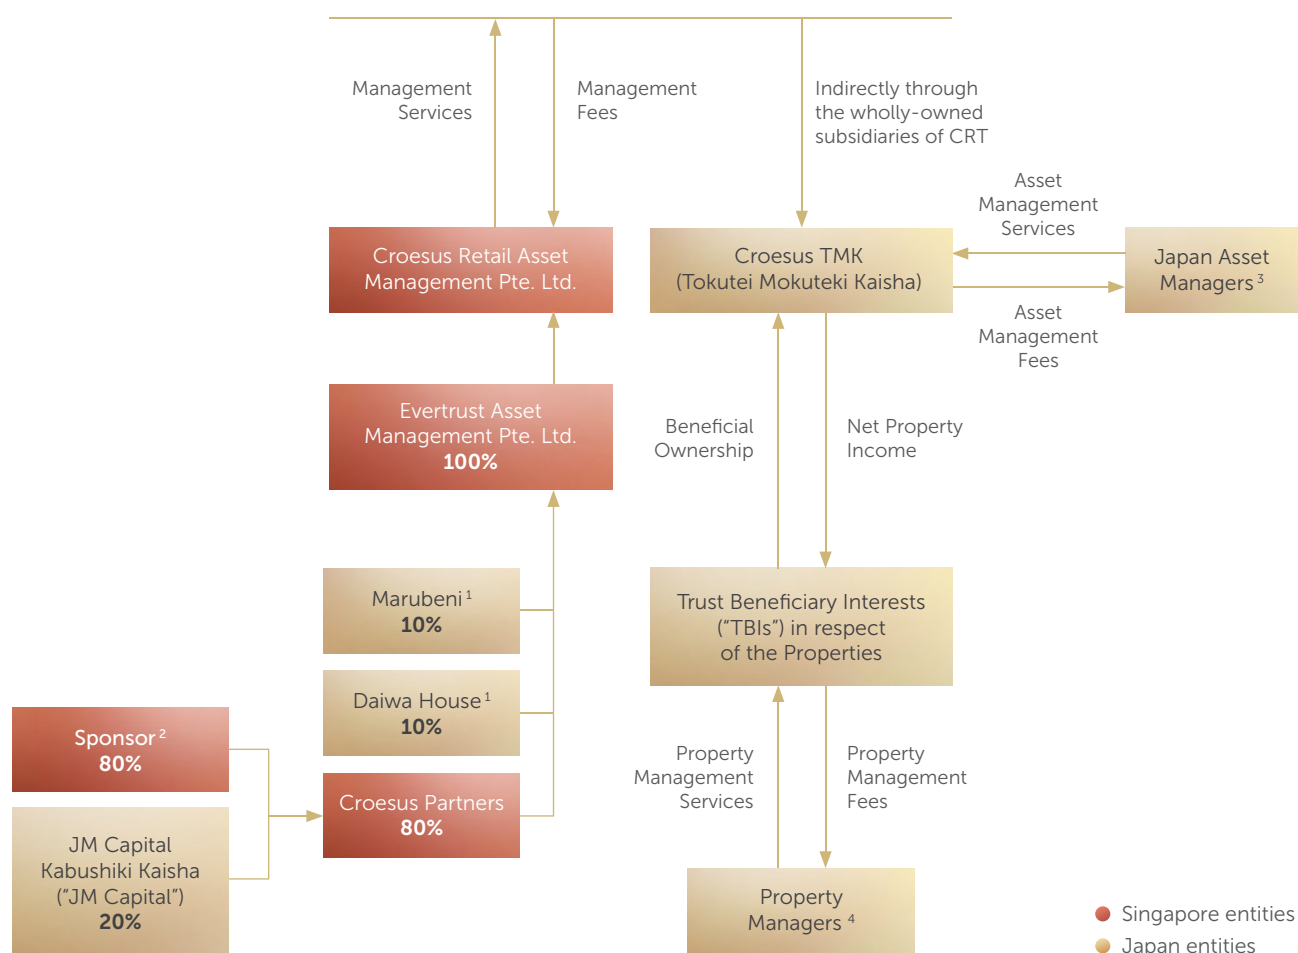 Management
Services
Management
Fees
Indirectly through
the wholly-owned
subsidiaries of CRT
Asset
Management
Services
Croesus Retail Asset
Management Pte. Ltd.
Croesus TMK
(Tokutei Mokuteki Kaisha)
Japan Asset
Managers 3
Asset
Management
Fees
Evertrust Asset
Management Pte. Ltd.
100%
Beneficial
Ownership
Net Property
Income
Marubeni 1
10%
Trust Beneficiary Interests
(“TBIs”) in respect
of the Properties
Daiwa House 1
10%
Sponsor 2
80%
Property
Management
Services
Property
Management
Fees
Croesus Partners
80%
JM Capital
Kabushiki Kaisha
(“JM Capital”)
20%
Property
Managers 4
Singapore entities
Japan entities